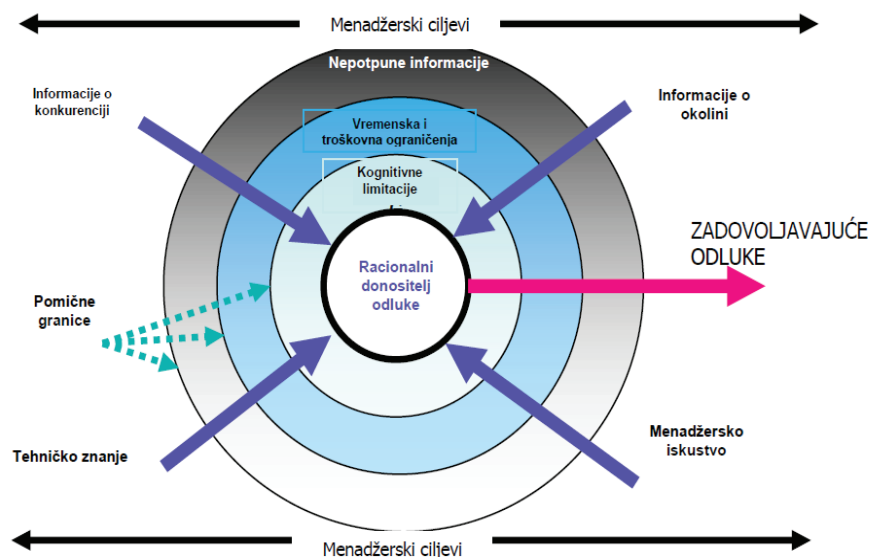 Menadžerski ciljevi
Nepotpune informacije
Informacije o
konkurenciji
Informacije o
okolini
Vremenska i
troškovna ograničenja
Kognitivne
limitacije
ZADOVOLJAVAJUĆE
ODLUKE
Racionalni
donositelj
odluke
Pomične
granice
Tehničko znanje
Menadžersko
iskustvo
Menadžerski ciljevi